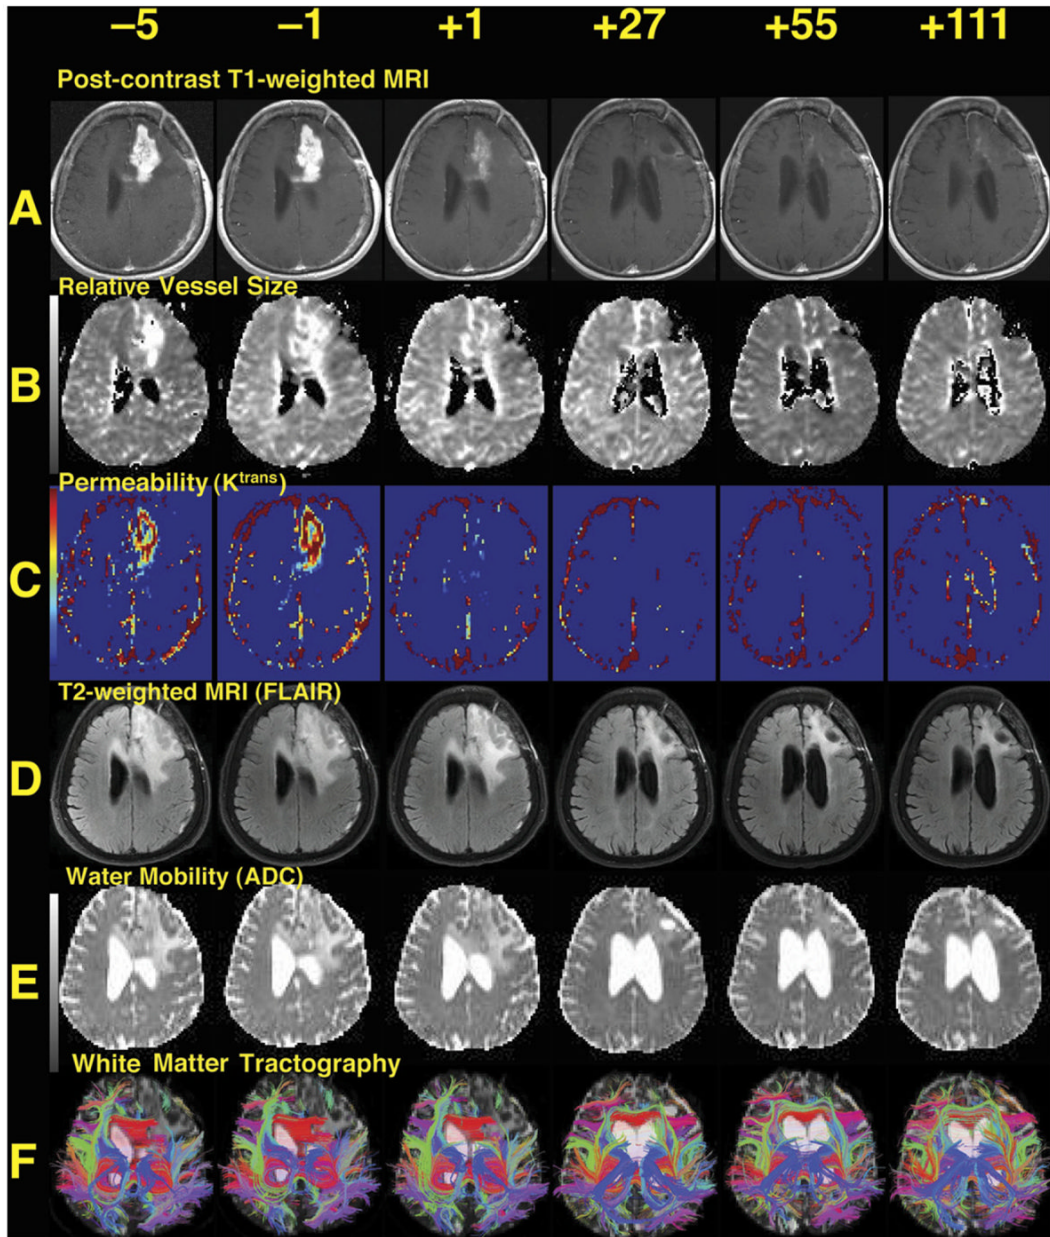 –5 –1 +1 +27 +55 +111
Post-contrast T1-weighted MRI
A
Relative Vessel Size
B
Permeability (Ktrans)
C
T2-weighted MRI (FLAIR)
D
Water Mobility (ADC)
E
White Matter Tractography
F